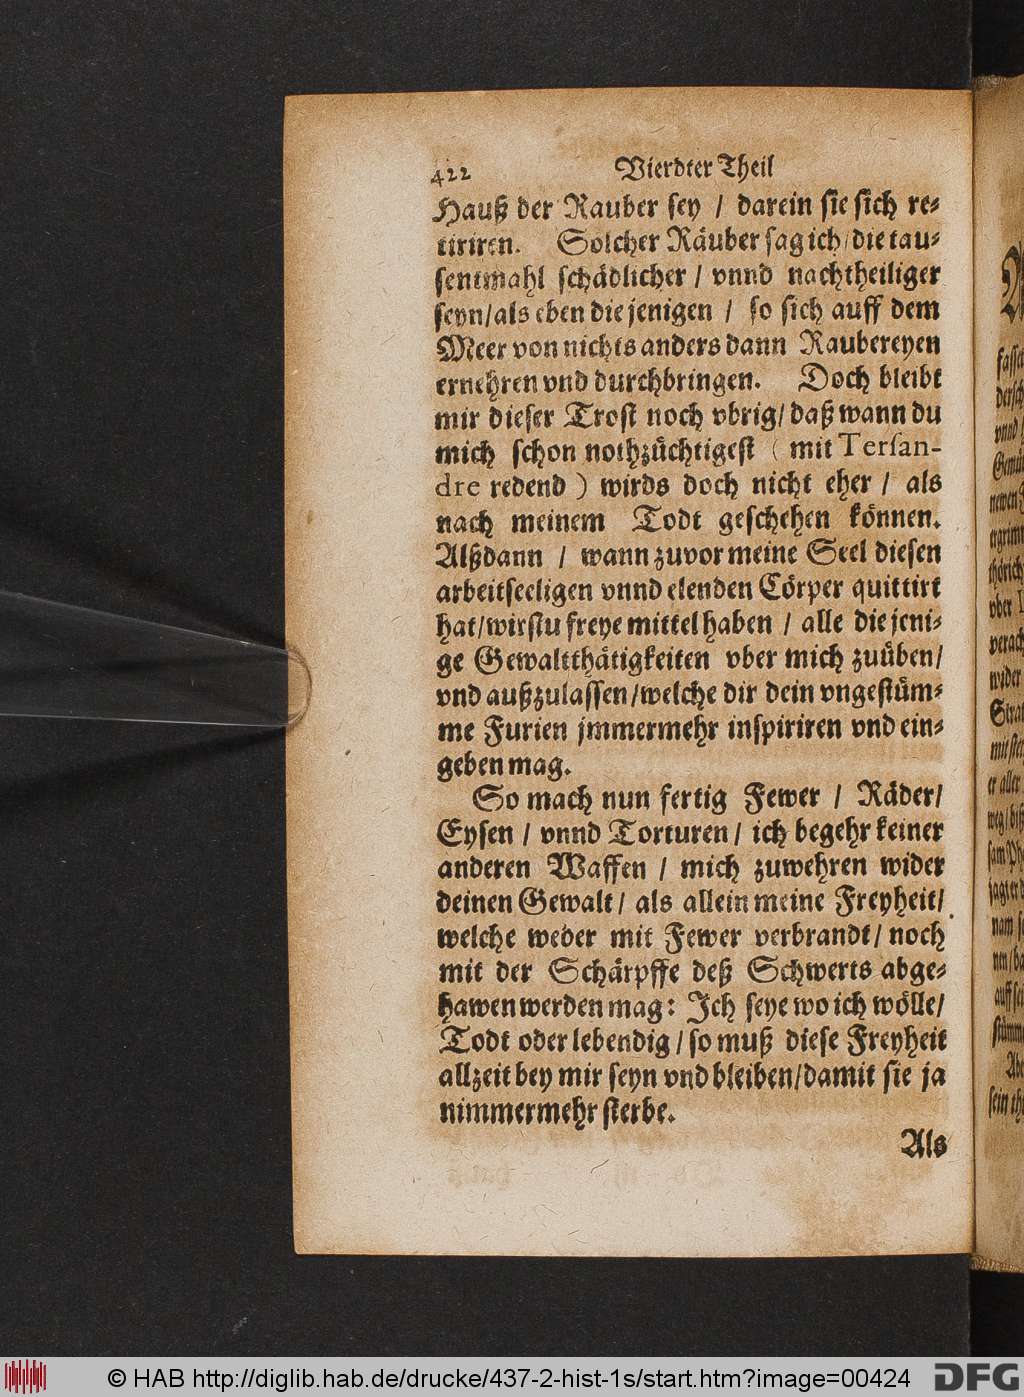 422 Vierdter Theil
Hauß der Rauber sey / darein sie sich re-
tiriren. Solcher Räuber sag ich / die tau-
sentmahl schädlicher / vnnd nachtheiliger
seyn / als eben die jenigen / so sich auff dem
Meer von nichts anders dann Raubereyen
ernehren vnd durchbringen. Doch bleibt
mir dieser Trost noch vbrig / daß wann du
mich schon nothzüchtigest ( mit Tersan-
dre redend ) wirds doch nicht eher / als
nach meinem Todt geschehen können.
Alßdann / wann zuvor meine Seel diesen
arbeitseeligen vnnd elenden Cörper quittirt
hat / wirstu freye mittel haben / alle die jeni-
ge Gewaltthätigkeiten vber mich zuüben /
vnd außzulassen / welche dir dein vngestüm-
me Furien jmmermehr inspiriren vnd ein-
geben mag.
So mach nun fertig Fewer / Räder /
Eysen / vnnd Torturen / ich begehr keiner
anderen Waffen / mich zuwehren wider
deinen Gewalt / als allein meine Freyheit /
welche weder mit Fewer verbrandt / noch
mit der Schärpffe deß Schwerts abge-
hawen werden mag: Ich seye wo ich wölle /
Todt oder lebendig / so muß diese Freyheit
allzeit bey mir seyn vnd bleiben / damit sie ja
nimmermehr sterbe.
Als
© HAB http://diglib.hab.de/drucke/437-2-hist-1s/start.htm?image=00424
DFG